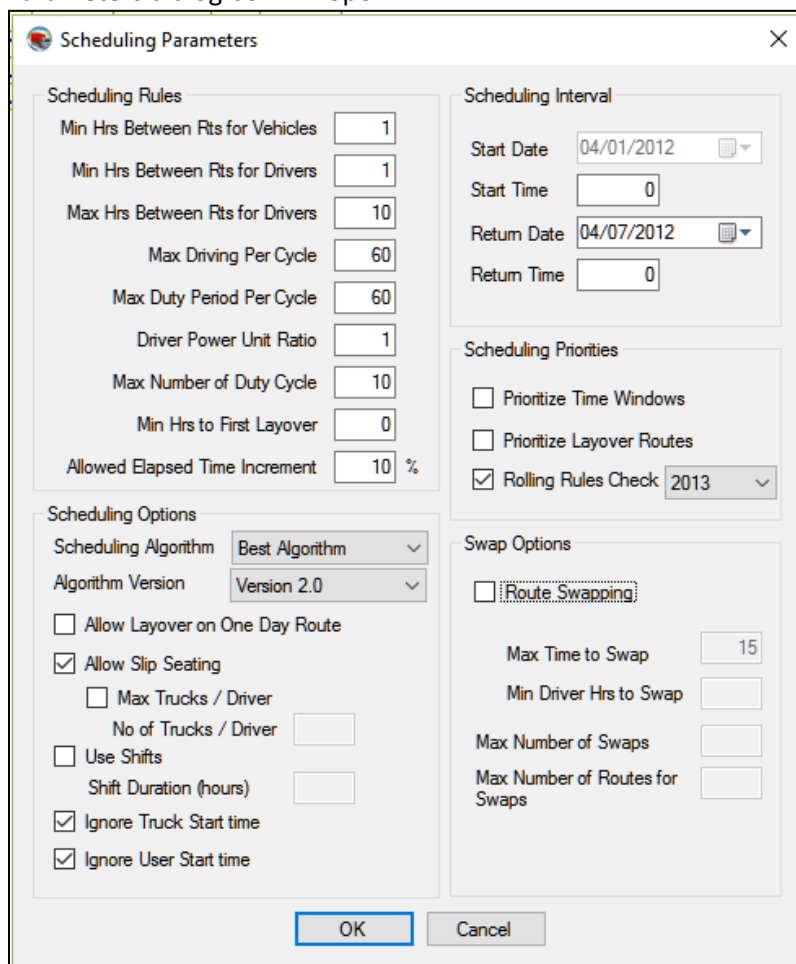 Scheduling Parameters
Scheduling Rules
Min Hrs Between Rts for Vehicles 1
Min Hrs Between Rts for Drivers 1
Max Hrs Between Rts for Drivers 10
Max Driving Per Cycle 60
Max Duty Period Per Cycle 60
Driver Power Unit Ratio 1
Max Number of Duty Cycle 10
Min Hrs to First Layover 0
Allowed Elapsed Time Increment 10 %
Scheduling Options
Scheduling Algorithm Best Algorithm
Algorithm Version Version 2.0
Allow Layover on One Day Route
Allow Slip Seating
Max Trucks / Driver
No of Trucks / Driver
Use Shifts
Shift Duration (hours)
Ignore Truck Start time
Ignore User Start time
Scheduling Interval
Start Date 04/01/2012
Start Time 0
Return Date 04/07/2012
Return Time 0
Scheduling Priorities
Prioritize Time Windows
Prioritize Layover Routes
Rolling Rules Check 2013
Swap Options
Route Swapping
Max Time to Swap 15
Min Driver Hrs to Swap
Max Number of Swaps
Max Number of Routes for
Swaps
OK Cancel